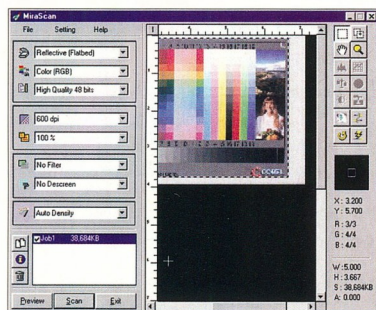 MiraScan
File Setting Help
Reflective (Flatbed)
Color (RGB)
High Quality 48 bits
600 dpi
100 %
No Filter
No Descreen
Auto Density
Job1 38,684KB
Preview Scan Exit
X : 3.200
Y : 5.700
R : 3/3
G : 4/4
B : 4/4
W : 5.000
H : 3.667
S : 38,684KB
A : 0.000